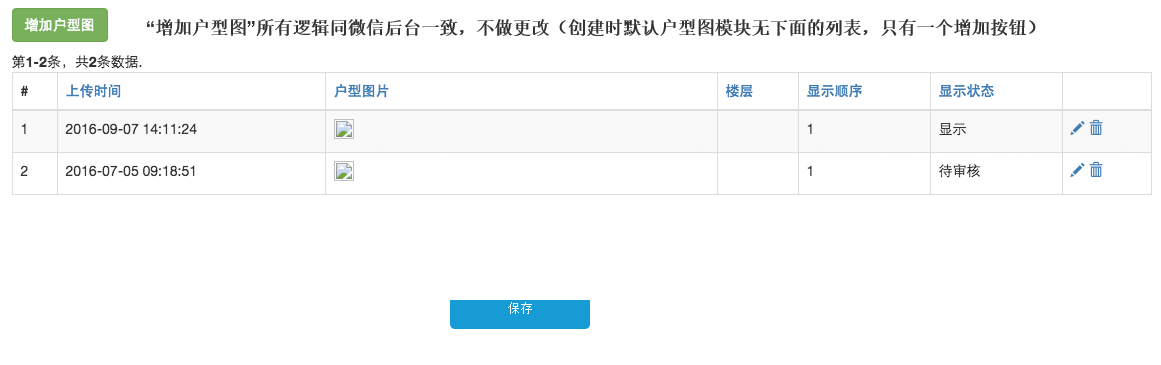 增加户型图 “增加户型图”所有逻辑同微信后台一致，不做更改（创建时默认户型图模块无下面的列表，只有一个增加按钮）
第1-2条，共2条数据.
# 上传时间 户型图片 楼层 显示顺序 显示状态
1 2016-09-07 14:11:24 1 显示
2 2016-07-05 09:18:51 1 待审核
保存